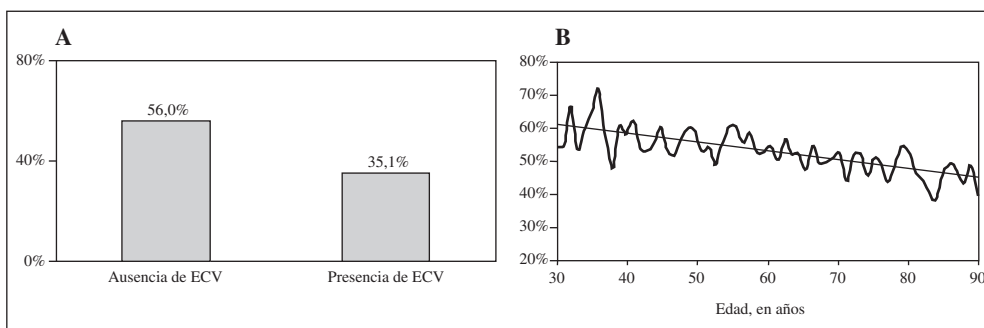 A
80%
40%
0%
56,0%
35,1%
Ausencia de ECV
Presencia de ECV
B
80%
70%
60%
50%
40%
30%
20%
30 40 50 60 70 80 90
Edad, en años